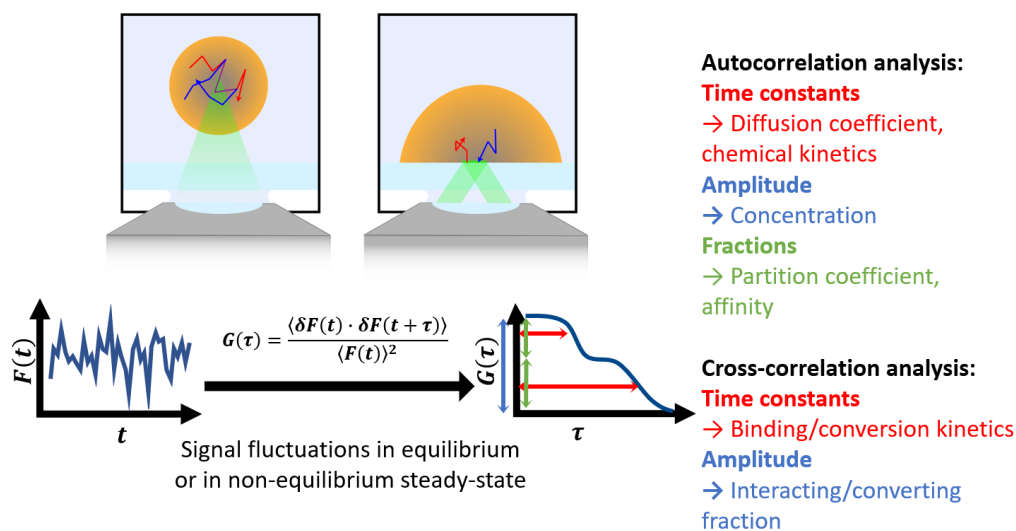 Autocorrelation analysis:
Time constants
→ Diffusion coefficient,
chemical kinetics
Amplitude
→ Concentration
Fractions
→ Partition coefficient,
affinity
F(t)
t
G(τ) = ⟨δF(t) · δF(t + τ)⟩ / ⟨F(t)⟩²
G(τ)
τ
Signal fluctuations in equilibrium
or in non-equilibrium steady-state
Cross-correlation analysis:
Time constants
→ Binding/conversion kinetics
Amplitude
→ Interacting/converting
fraction